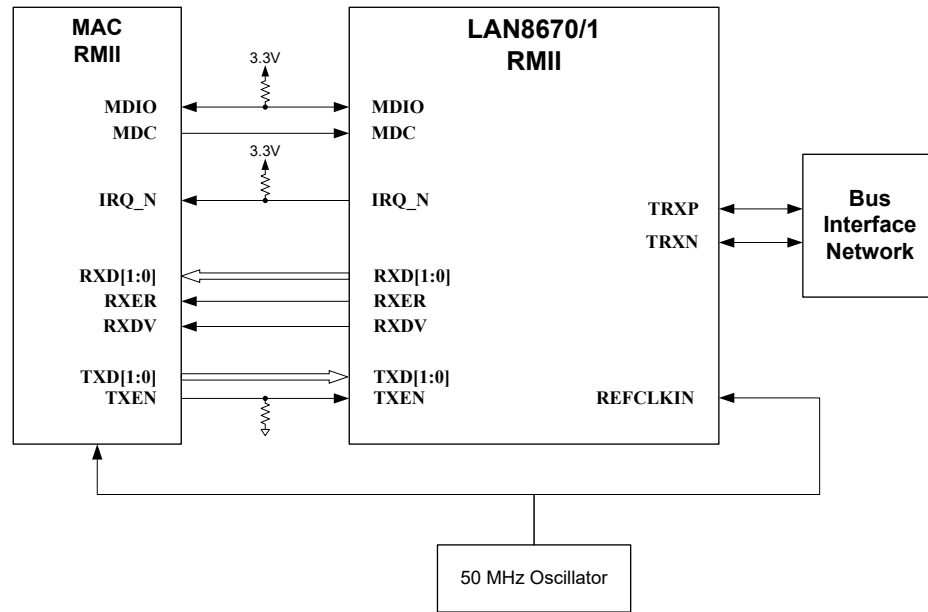 MAC
RMII
LAN8670/1
RMII
3.3V
MDIO
MDIO
MDC
MDC
3.3V
IRQ_N
IRQ_N
TRXP
TRXN
Bus
Interface
Network
RXD[1:0]
RXD[1:0]
RXER
RXER
RXDV
RXDV
TXD[1:0]
TXD[1:0]
TXEN
TXEN
REFCLKIN
50 MHz Oscillator